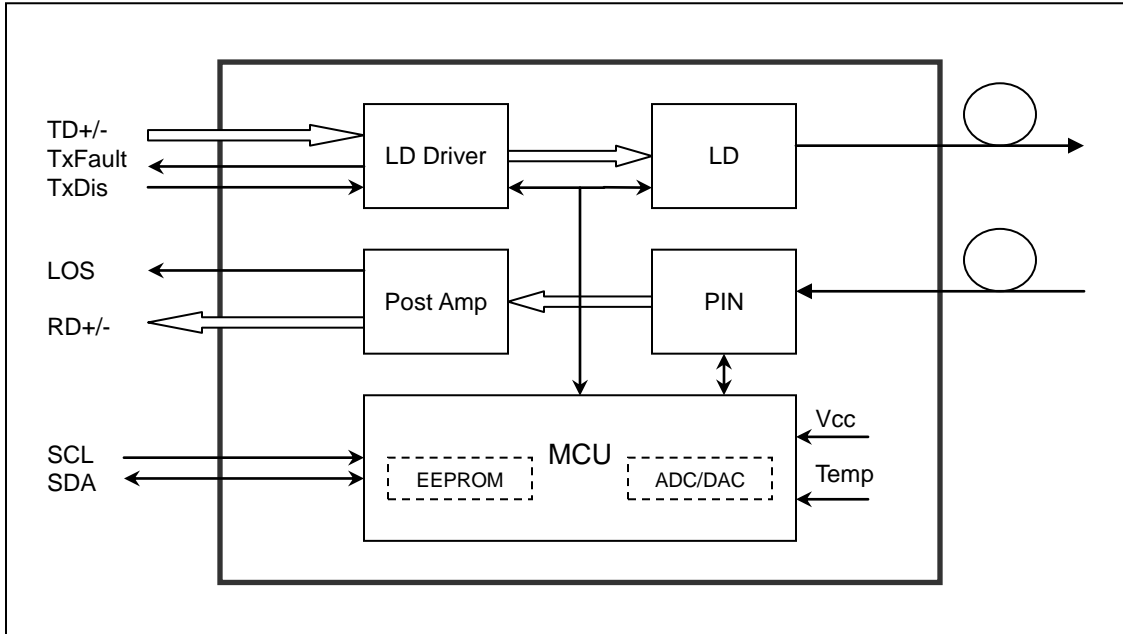 TD+/-
TxFault
TxDis
LD Driver
LD
LOS
RD+/-
Post Amp
PIN
SCL
SDA
MCU
EEPROM
ADC/DAC
Vcc
Temp